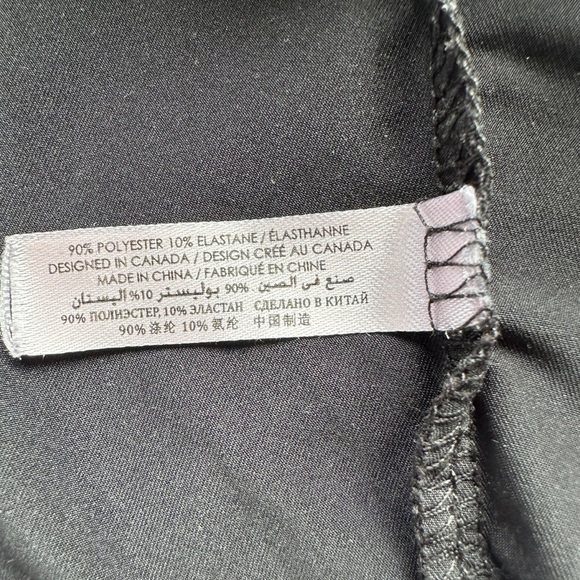 90% POLYESTER 10% ELASTANE / ÉLASTHANNE
DESIGNED IN CANADA / DESIGN CRÉÉ AU CANADA
MADE IN CHINA / FABRIQUÉ EN CHINE
صنع في الصين %90 بوليستر 10% اليستان
90% ПОЛИЭСТЕР, 10% ЭЛАСТАН СДЕЛАНО В КИТАЙ
90% 涤纶 10% 氨纶 中国制造